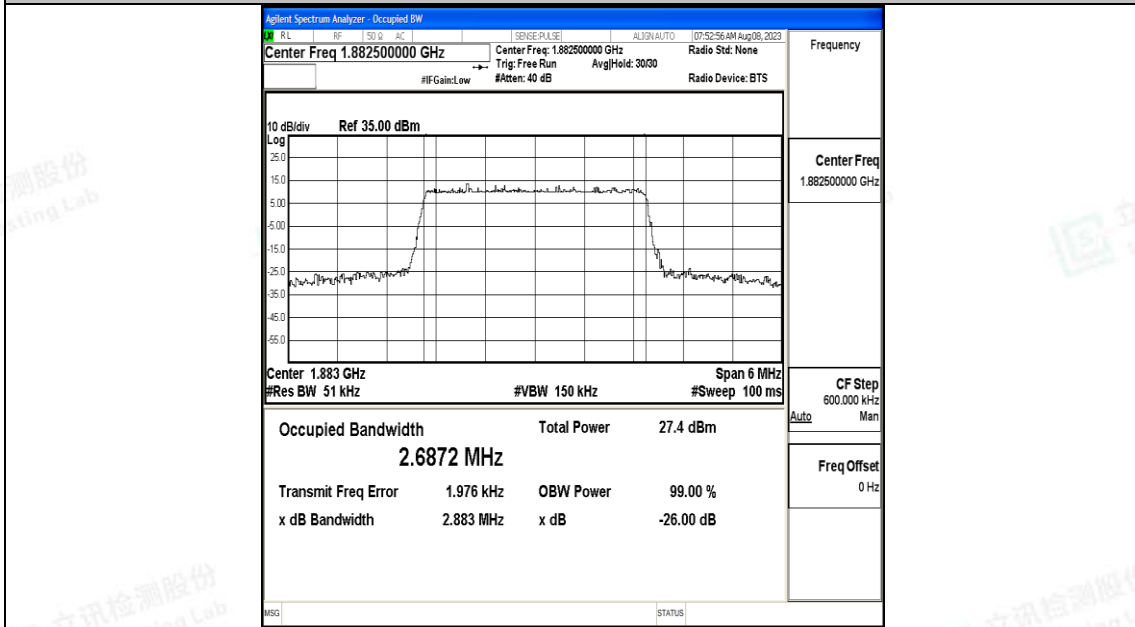 Agilent Spectrum Analyzer - Occupied BW
RL RF 50 Ω AC SENSE:PULSE ALIGN AUTO 07:52:56 AM Aug 08, 2023
Center Freq 1.882500000 GHz
Center Freq: 1.882500000 GHz Radio Std: None
Trig: Free Run Avg|Hold: 30/30
#IFGain:Low #Atten: 40 dB Radio Device: BTS
10 dB/div Ref 35.00 dBm
Log
25.0
15.0
5.00
-5.00
-15.0
-25.0
-35.0
-45.0
-55.0
Center 1.883 GHz Span 6 MHz
#Res BW 51 kHz #VBW 150 kHz #Sweep 100 ms
Occupied Bandwidth Total Power 27.4 dBm
2.6872 MHz
Transmit Freq Error 1.976 kHz OBW Power 99.00 %
x dB Bandwidth 2.883 MHz x dB -26.00 dB
MSG STATUS
Frequency
Center Freq
1.882500000 GHz
CF Step
600.000 kHz
Auto Man
Freq Offset
0 Hz
立讯检测股份